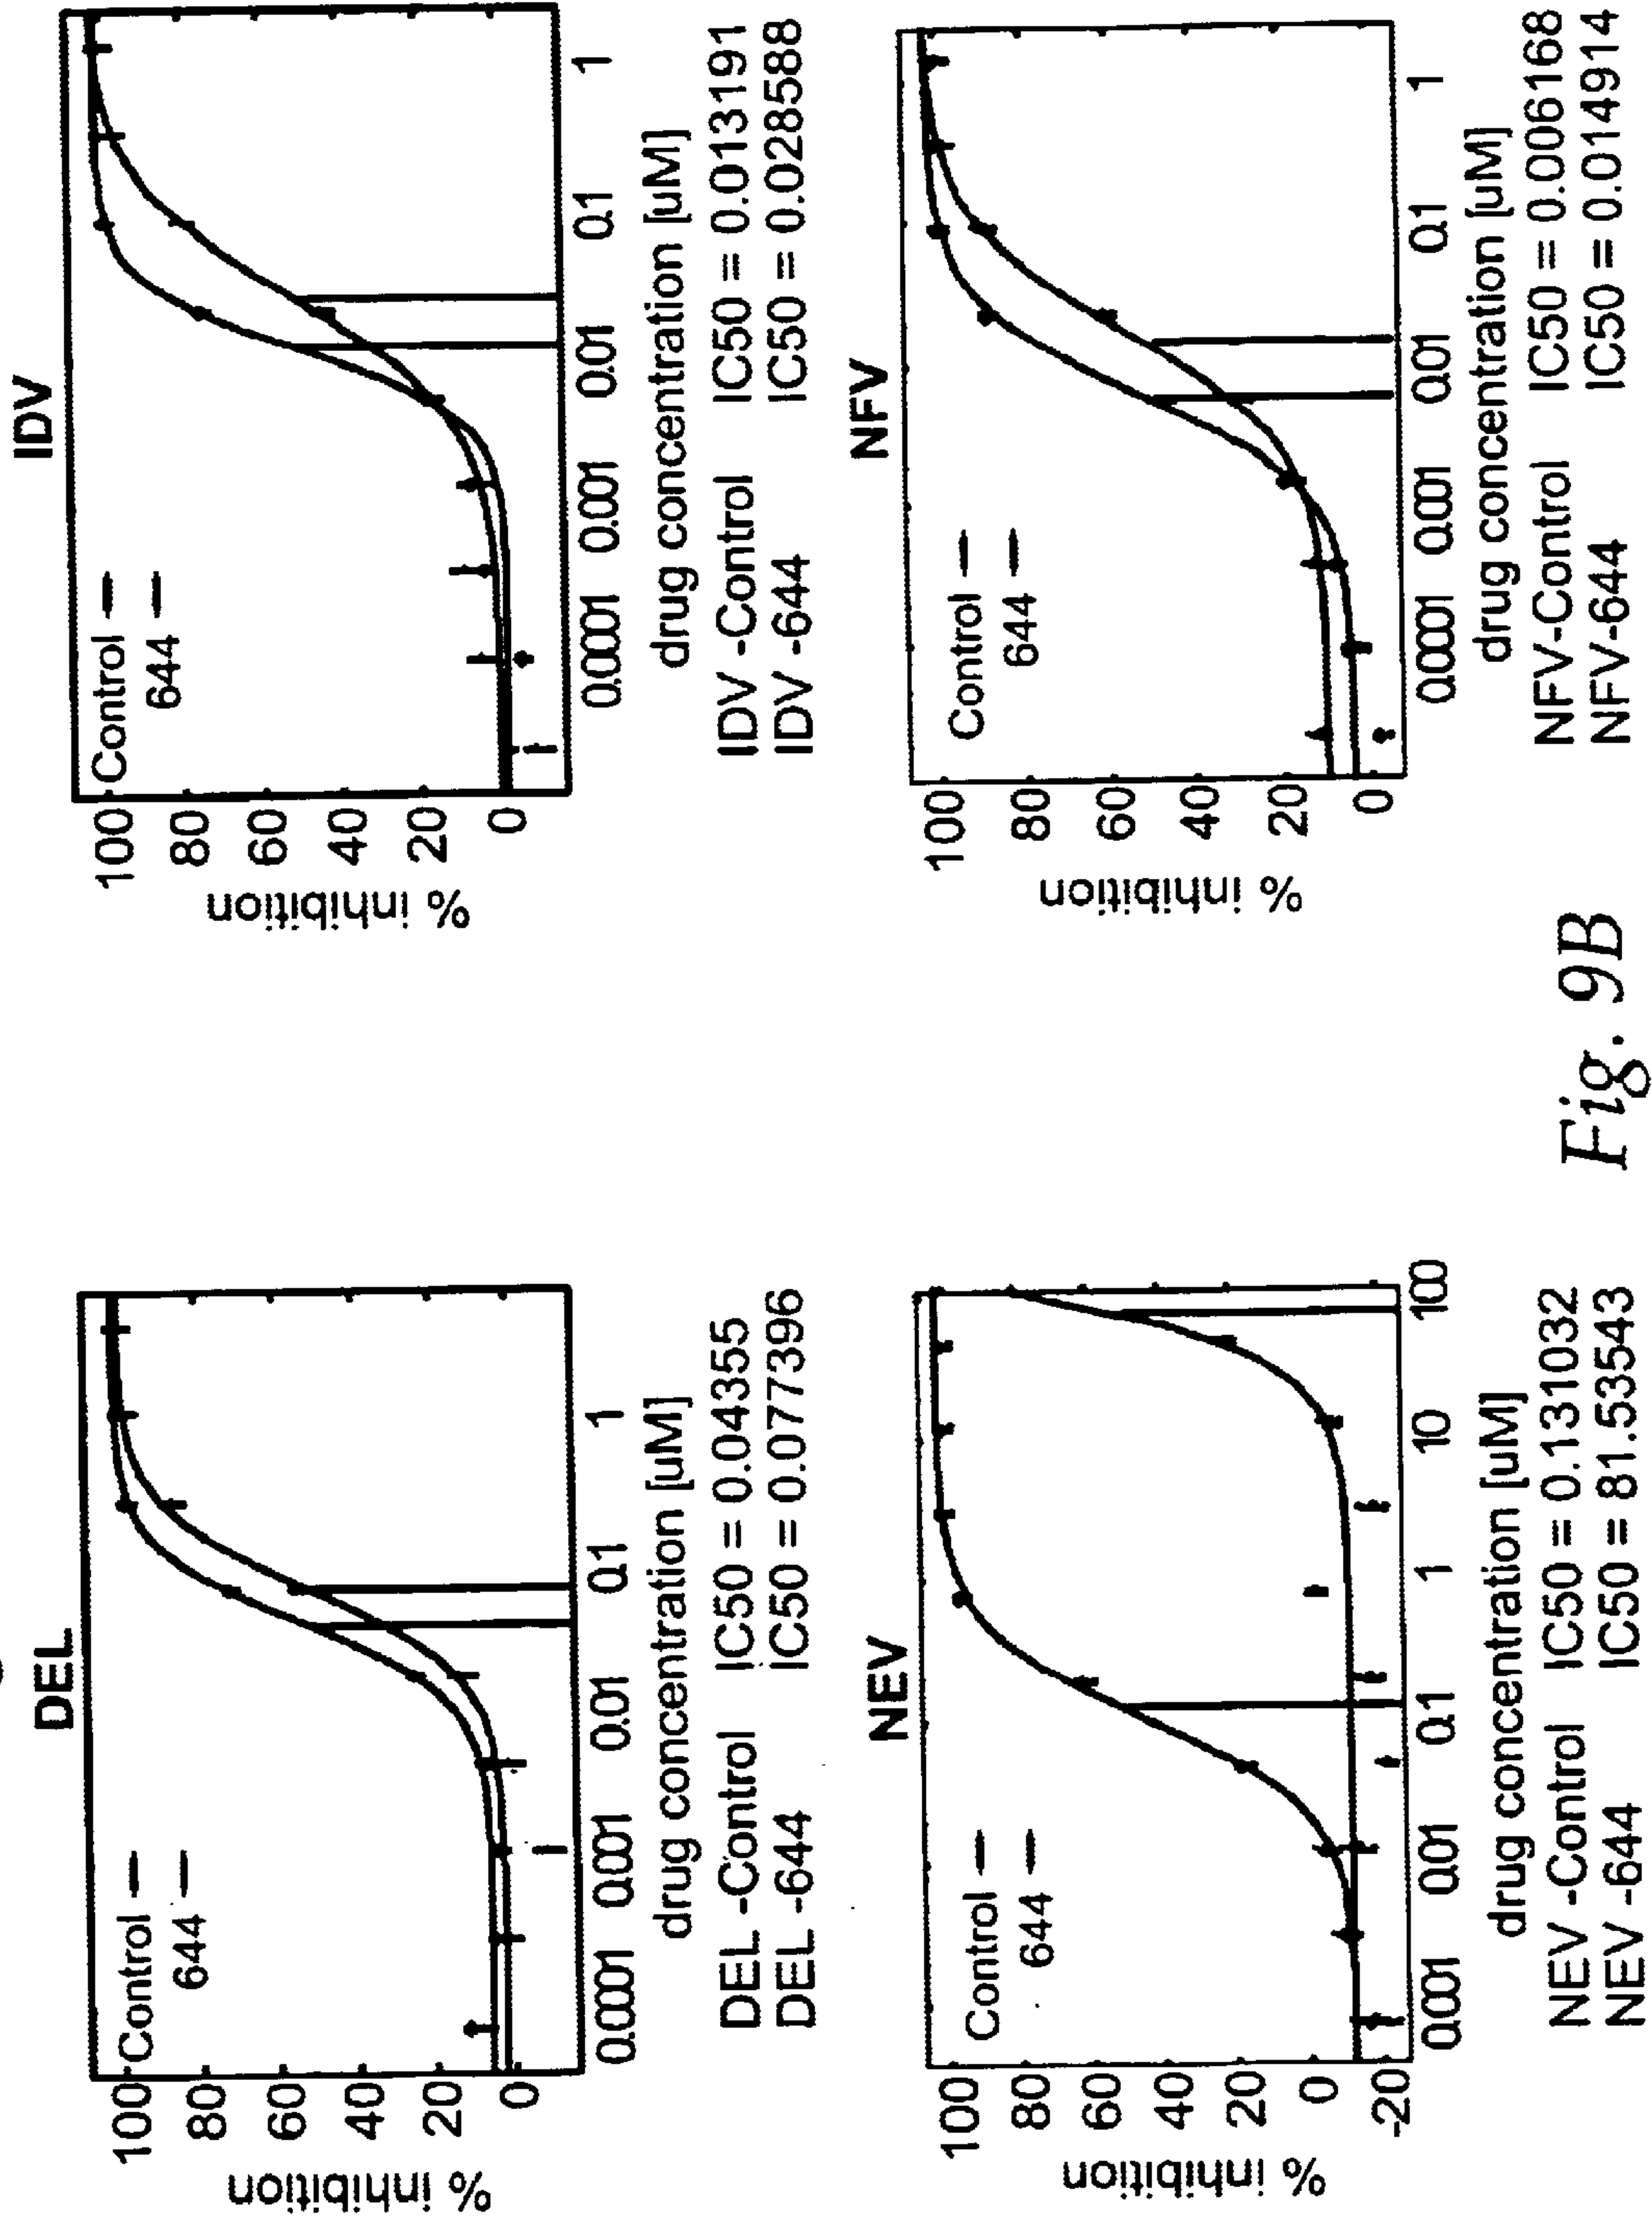 DEL
% inhibition
100
80
60
40
20
0
Control
644
0.0001 0.001 0.01 0.1 1
drug concentration [uM]
DEL -Control IC50 = 0.04355
DEL -644 IC50 = 0.077396
IDV
% inhibition
100
80
60
40
20
0
Control
644
0.0001 0.001 0.01 0.1 1
drug concentration [uM]
IDV -Control IC50 = 0.013191
IDV -644 IC50 = 0.028588
NEV
% inhibition
100
80
60
40
20
0
-20
Control
644
0.001 0.01 0.1 1 10 100
drug concentration [uM]
NEV -Control IC50 = 0.131032
NEV -644 IC50 = 81.53543
NFV
% inhibition
100
80
60
40
20
0
Control
644
0.0001 0.001 0.01 0.1 1
drug concentration [uM]
NFV-Control IC50 = 0.006168
NFV-644 IC50 = 0.014914
Fig. 9B